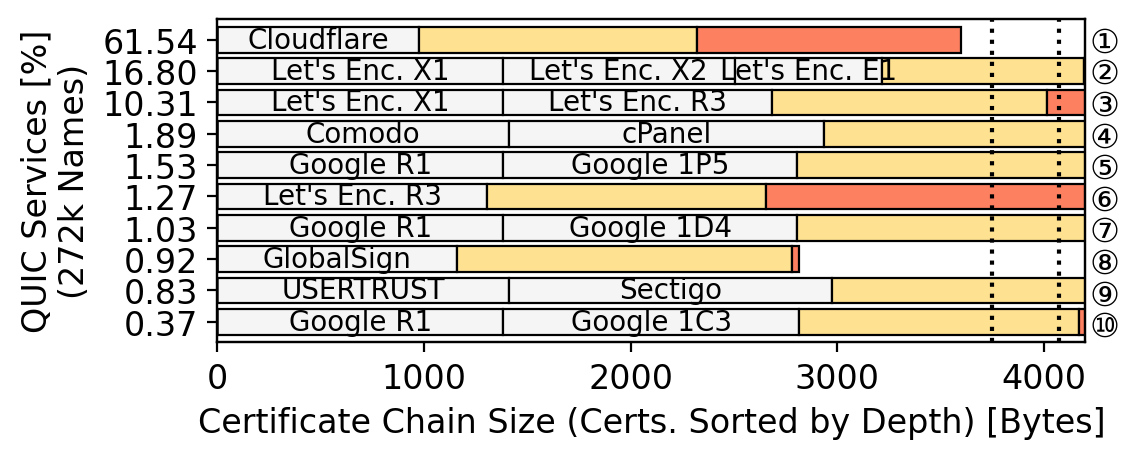 QUIC Services [%]
(272k Names)
61.54 Cloudflare ①
16.80 Let's Enc. X1 Let's Enc. X2 Let's Enc. E1 ②
10.31 Let's Enc. X1 Let's Enc. R3 ③
1.89 Comodo cPanel ④
1.53 Google R1 Google 1P5 ⑤
1.27 Let's Enc. R3 ⑥
1.03 Google R1 Google 1D4 ⑦
0.92 GlobalSign ⑧
0.83 USERTRUST Sectigo ⑨
0.37 Google R1 Google 1C3 ⑩
0 1000 2000 3000 4000
Certificate Chain Size (Certs. Sorted by Depth) [Bytes]